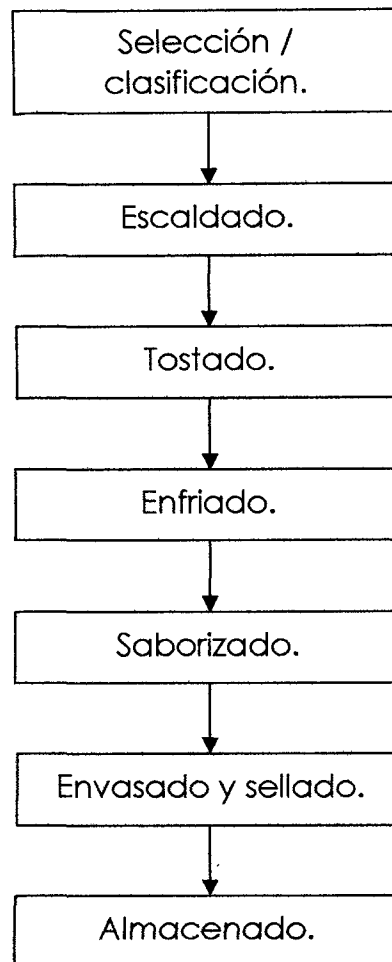 Selección /
clasificación.
Escaldado.
Tostado.
Enfriado.
Saborizado.
Envasado y sellado.
Almacenado.